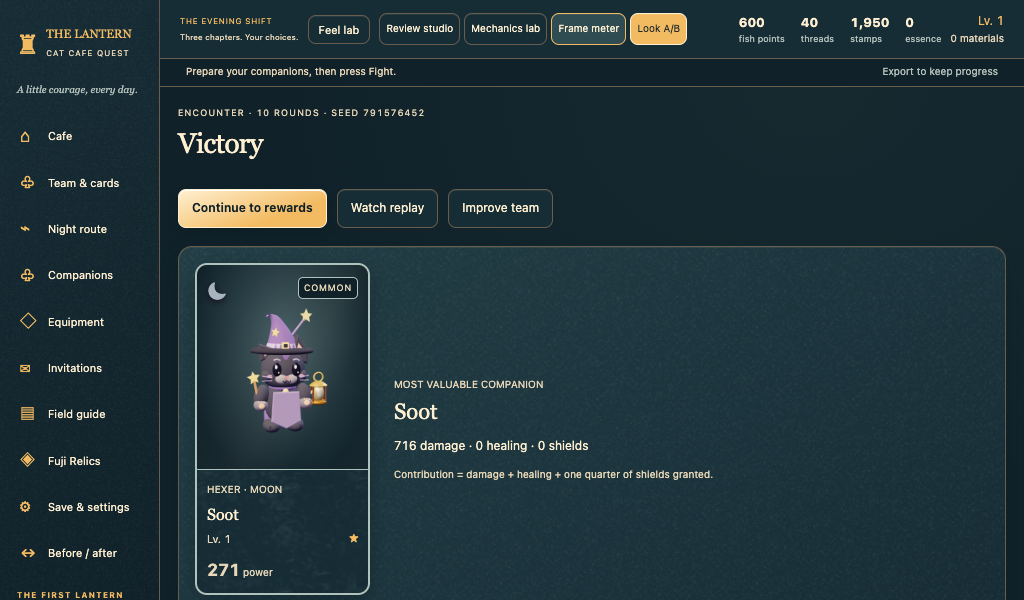 THE LANTERN
CAT CAFE QUEST
A little courage, every day.
Cafe
Team & cards
Night route
Companions
Equipment
Invitations
Field guide
Fuji Relics
Save & settings
Before / after
THE FIRST LANTERN
THE EVENING SHIFT
Three chapters. Your choices.
Feel lab
Review studio
Mechanics lab
Frame meter
Look A/B
600
fish points
40
threads
1,950
stamps
0
essence
Lv. 1
0 materials
Prepare your companions, then press Fight.
Export to keep progress
ENCOUNTER · 10 ROUNDS · SEED 791576452
Victory
Continue to rewards
Watch replay
Improve team
COMMON
HEXER · MOON
Soot
Lv. 1
271 power
MOST VALUABLE COMPANION
Soot
716 damage · 0 healing · 0 shields
Contribution = damage + healing + one quarter of shields granted.